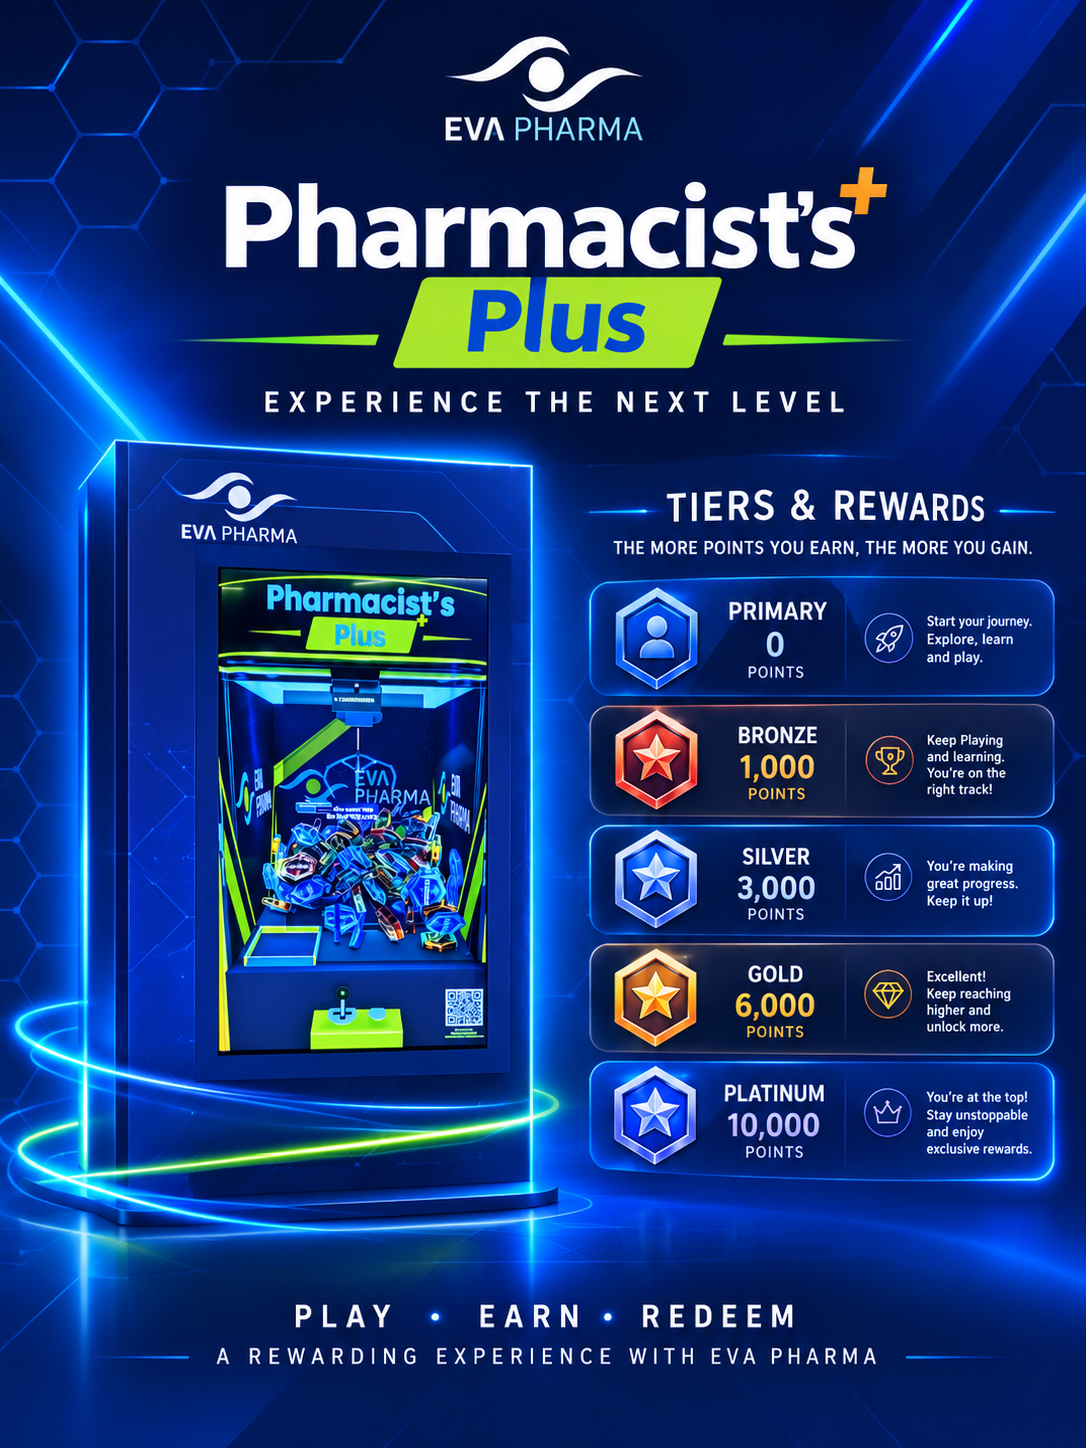 EVA PHARMA
Pharmacist's+
Plus
EXPERIENCE THE NEXT LEVEL
EVA PHARMA
Pharmacist's+
Plus
EVA
PHARMA
EVA
PHARMA
EVA
PHARMA
TIERS & REWARDS
THE MORE POINTS YOU EARN, THE MORE YOU GAIN.
PRIMARY
0
POINTS
Start your journey.
Explore, learn
and play.
BRONZE
1,000
POINTS
Keep Playing
and learning.
You're on the
right track!
SILVER
3,000
POINTS
You're making
great progress.
Keep it up!
GOLD
6,000
POINTS
Excellent!
Keep reaching
higher and
unlock more.
PLATINUM
10,000
POINTS
You're at the top!
Stay unstoppable
and enjoy
exclusive rewards.
PLAY • EARN • REDEEM
A REWARDING EXPERIENCE WITH EVA PHARMA